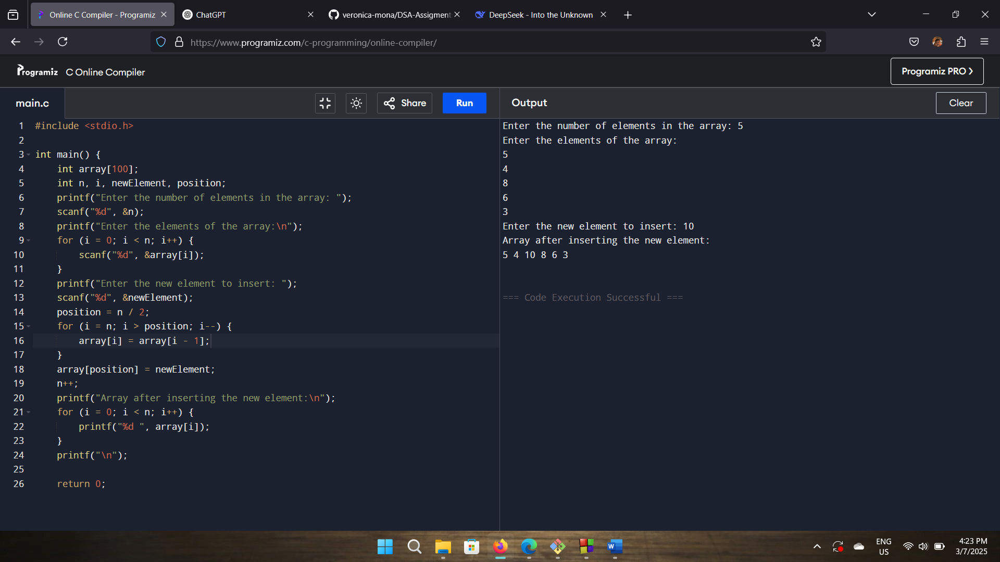 Online C Compiler - Programiz
ChatGPT
veronica-mona/DSA-Assigment
DeepSeek - Into the Unknown
https://www.programiz.com/c-programming/online-compiler/
Programiz C Online Compiler
Programiz PRO
main.c
Share
Run
Output
Clear
1 #include <stdio.h>
2
3 int main() {
4     int array[100];
5     int n, i, newElement, position;
6     printf("Enter the number of elements in the array: ");
7     scanf("%d", &n);
8     printf("Enter the elements of the array:\n");
9     for (i = 0; i < n; i++) {
10         scanf("%d", &array[i]);
11     }
12     printf("Enter the new element to insert: ");
13     scanf("%d", &newElement);
14     position = n / 2;
15     for (i = n; i > position; i--) {
16         array[i] = array[i - 1];
17     }
18     array[position] = newElement;
19     n++;
20     printf("Array after inserting the new element:\n");
21     for (i = 0; i < n; i++) {
22         printf("%d ", array[i]);
23     }
24     printf("\n");
25
26     return 0;
Enter the number of elements in the array: 5
Enter the elements of the array:
5
4
8
6
3
Enter the new element to insert: 10
Array after inserting the new element:
5 4 10 8 6 3
=== Code Execution Successful ===
W
ENG
US
4:23 PM
3/7/2025